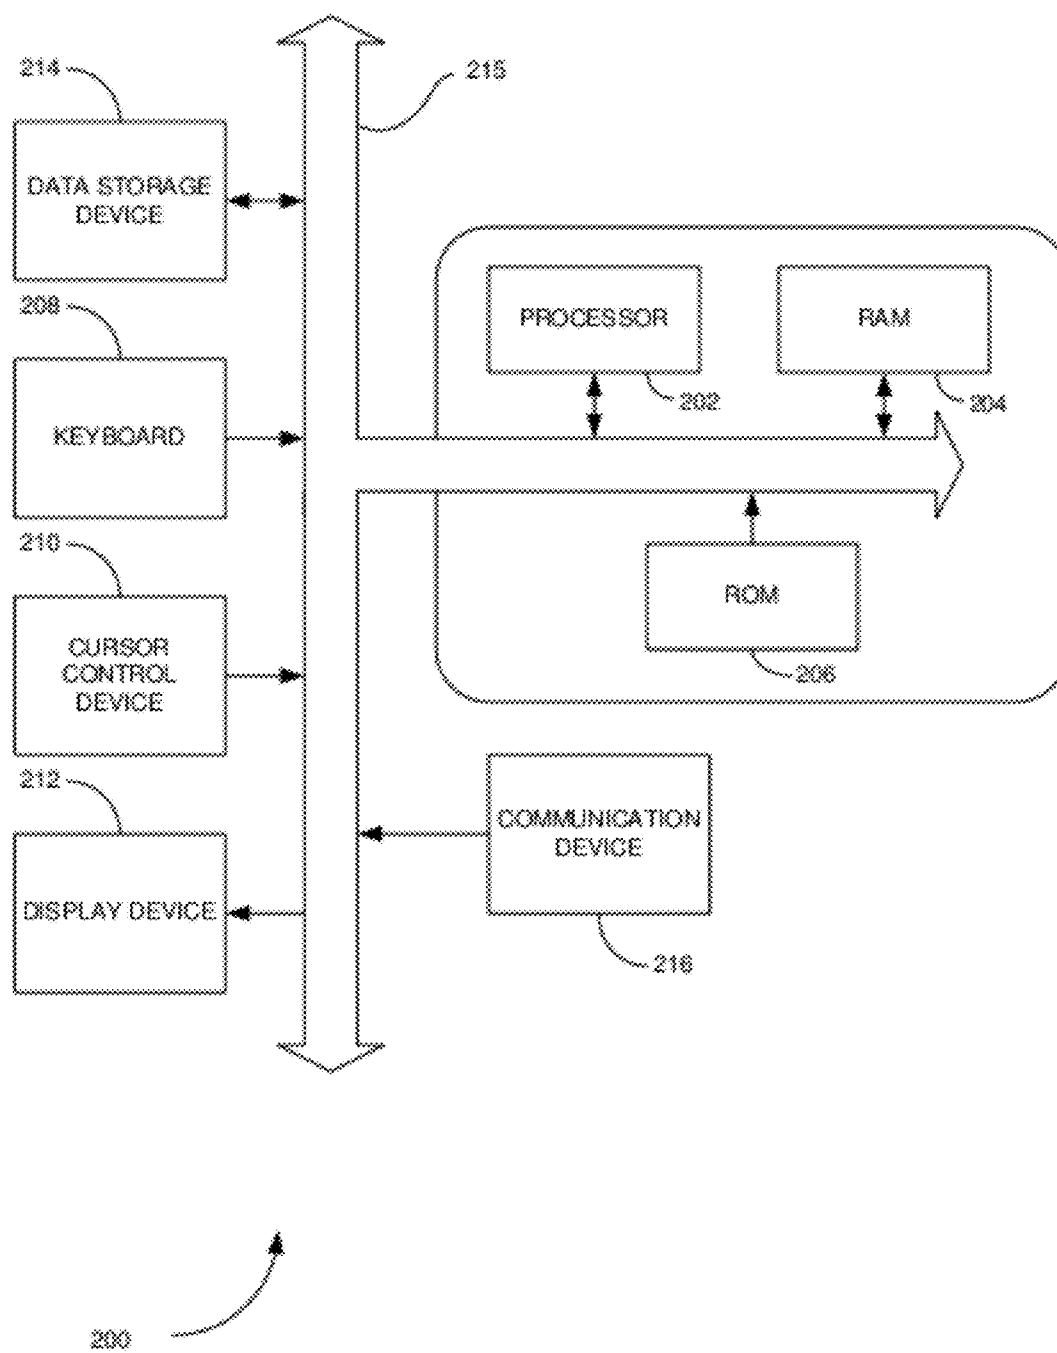 214
215
DATA STORAGE
DEVICE
208
PROCESSOR
RAM
202
204
KEYBOARD
210
ROM
CURSOR
CONTROL
DEVICE
206
212
COMMUNICATION
DEVICE
DISPLAY DEVICE
216
200